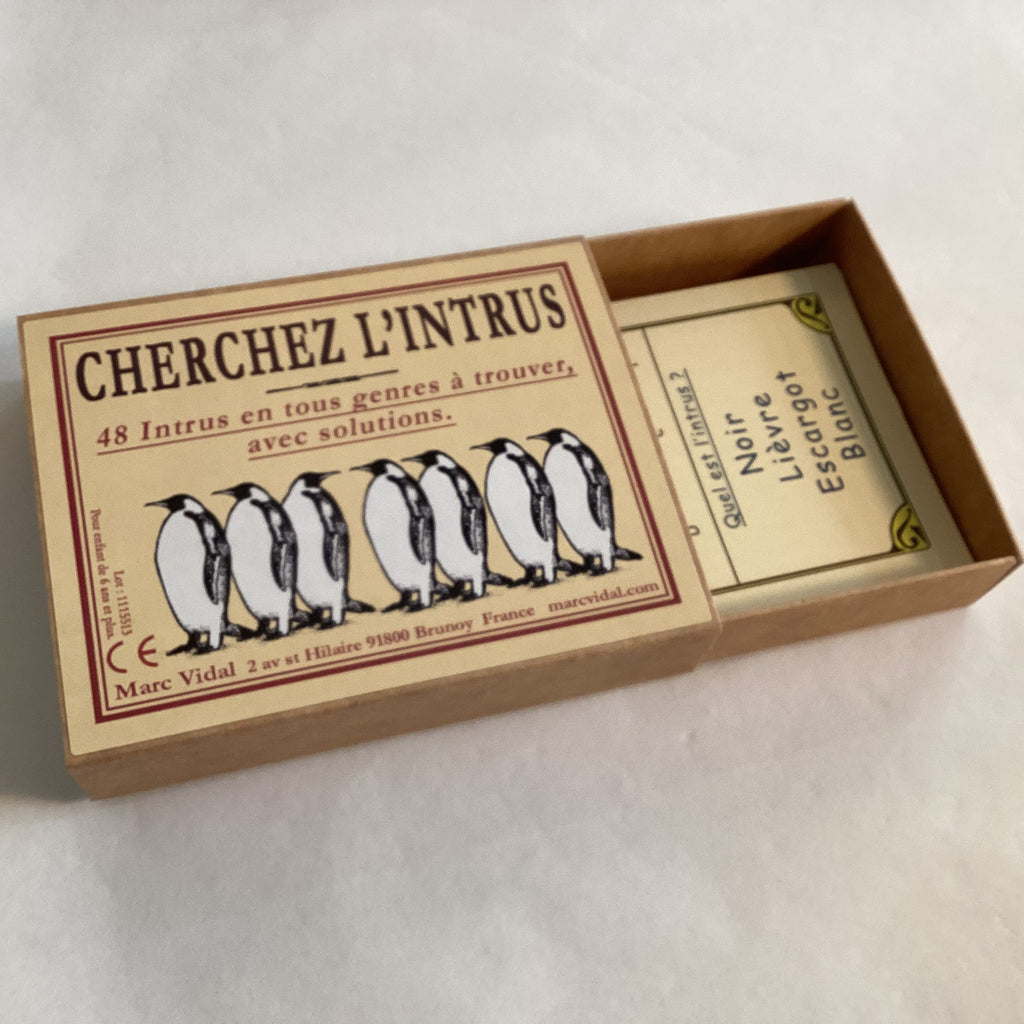 CHERCHEZ L'INTRUS
48 Intrus en tous genres à trouver,
avec solutions.
Pour enfant de 6 ans et plus.
Lot : 1115513
CE
Marc Vidal 2 av st Hilaire 91800 Brunoy France marcvidal.com
Quel est l'intrus ?
Noir
Lièvre
Escargot
Blanc